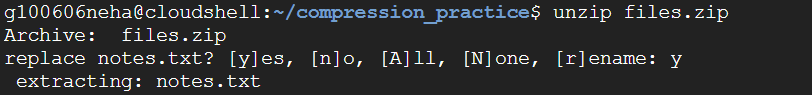 g100606neha@cloudshell:~/compression_practice$ unzip files.zip
Archive:  files.zip
replace notes.txt? [y]es, [n]o, [A]ll, [N]one, [r]ename: y
 extracting: notes.txt